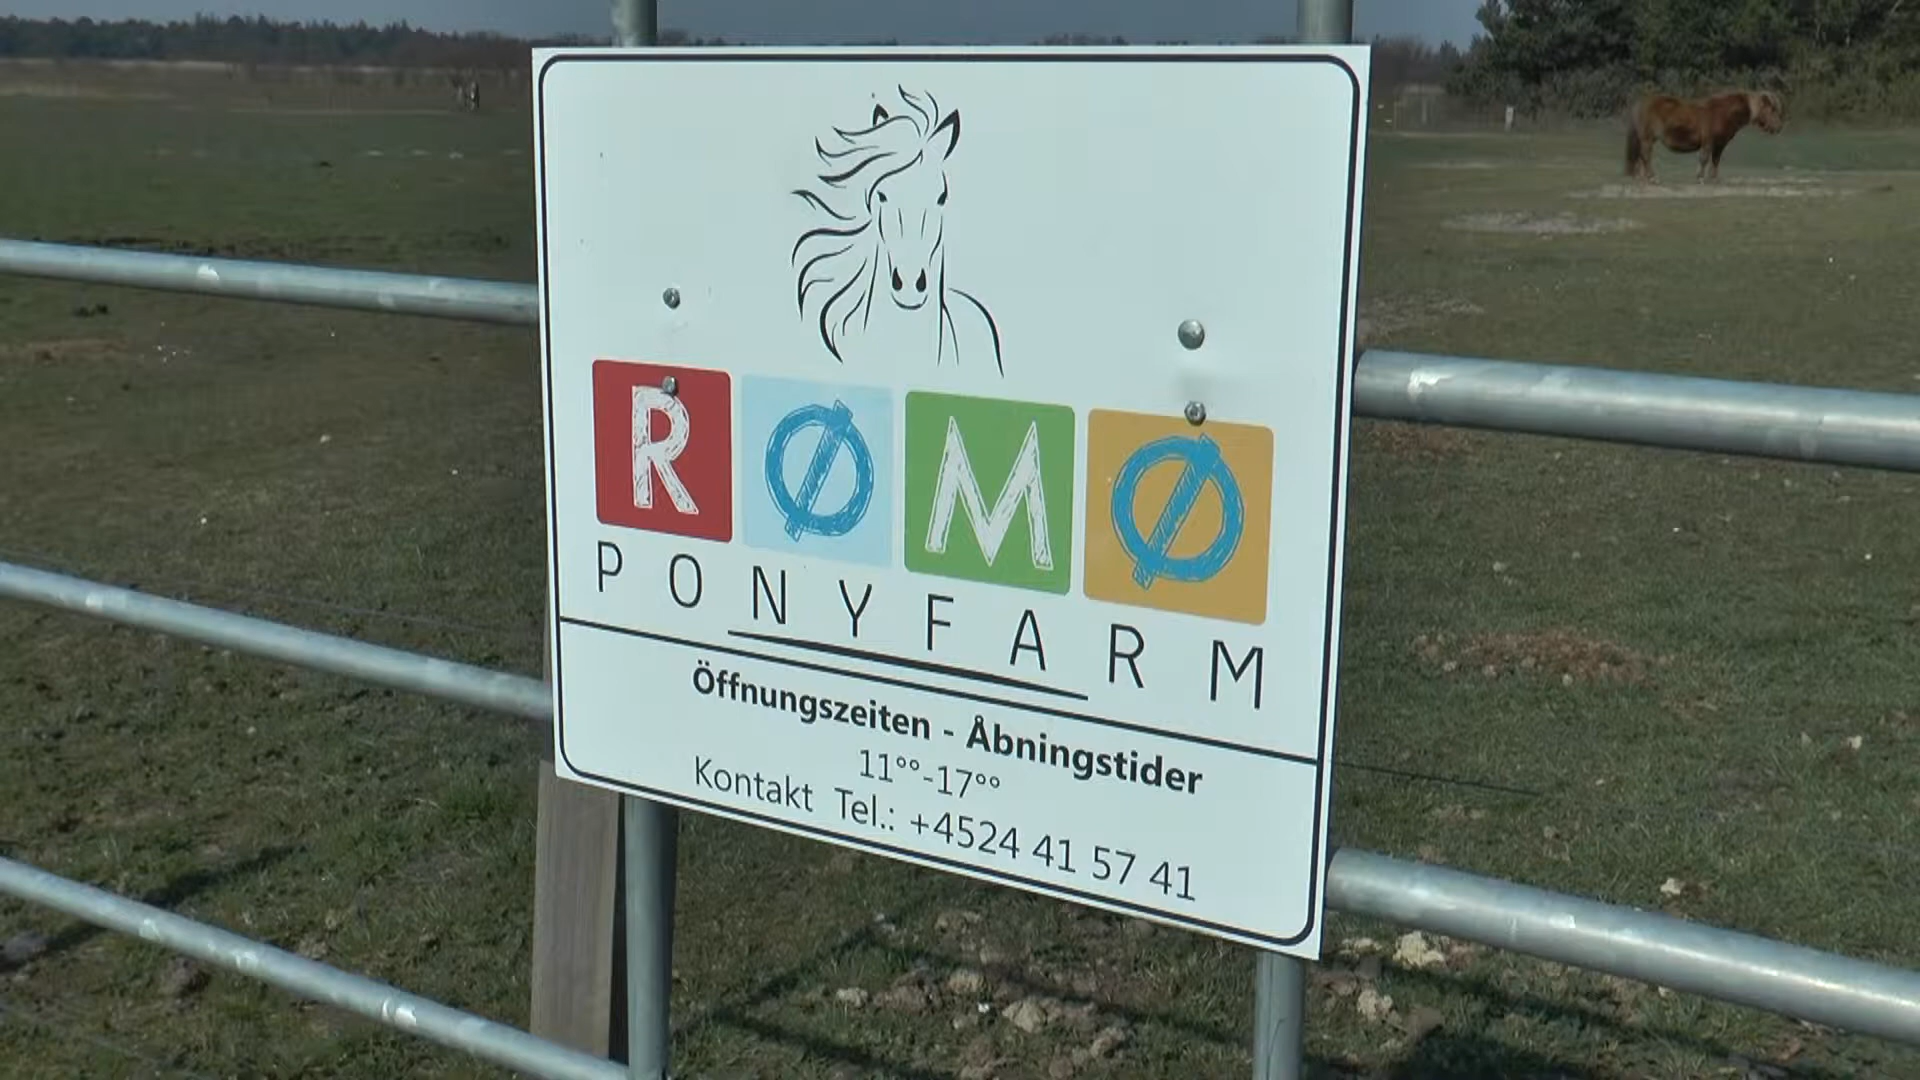 RØMØ
PONYFARM
Öffnungszeiten - Åbningstider
11°°-17°°
Kontakt Tel.: +4524 41 57 41